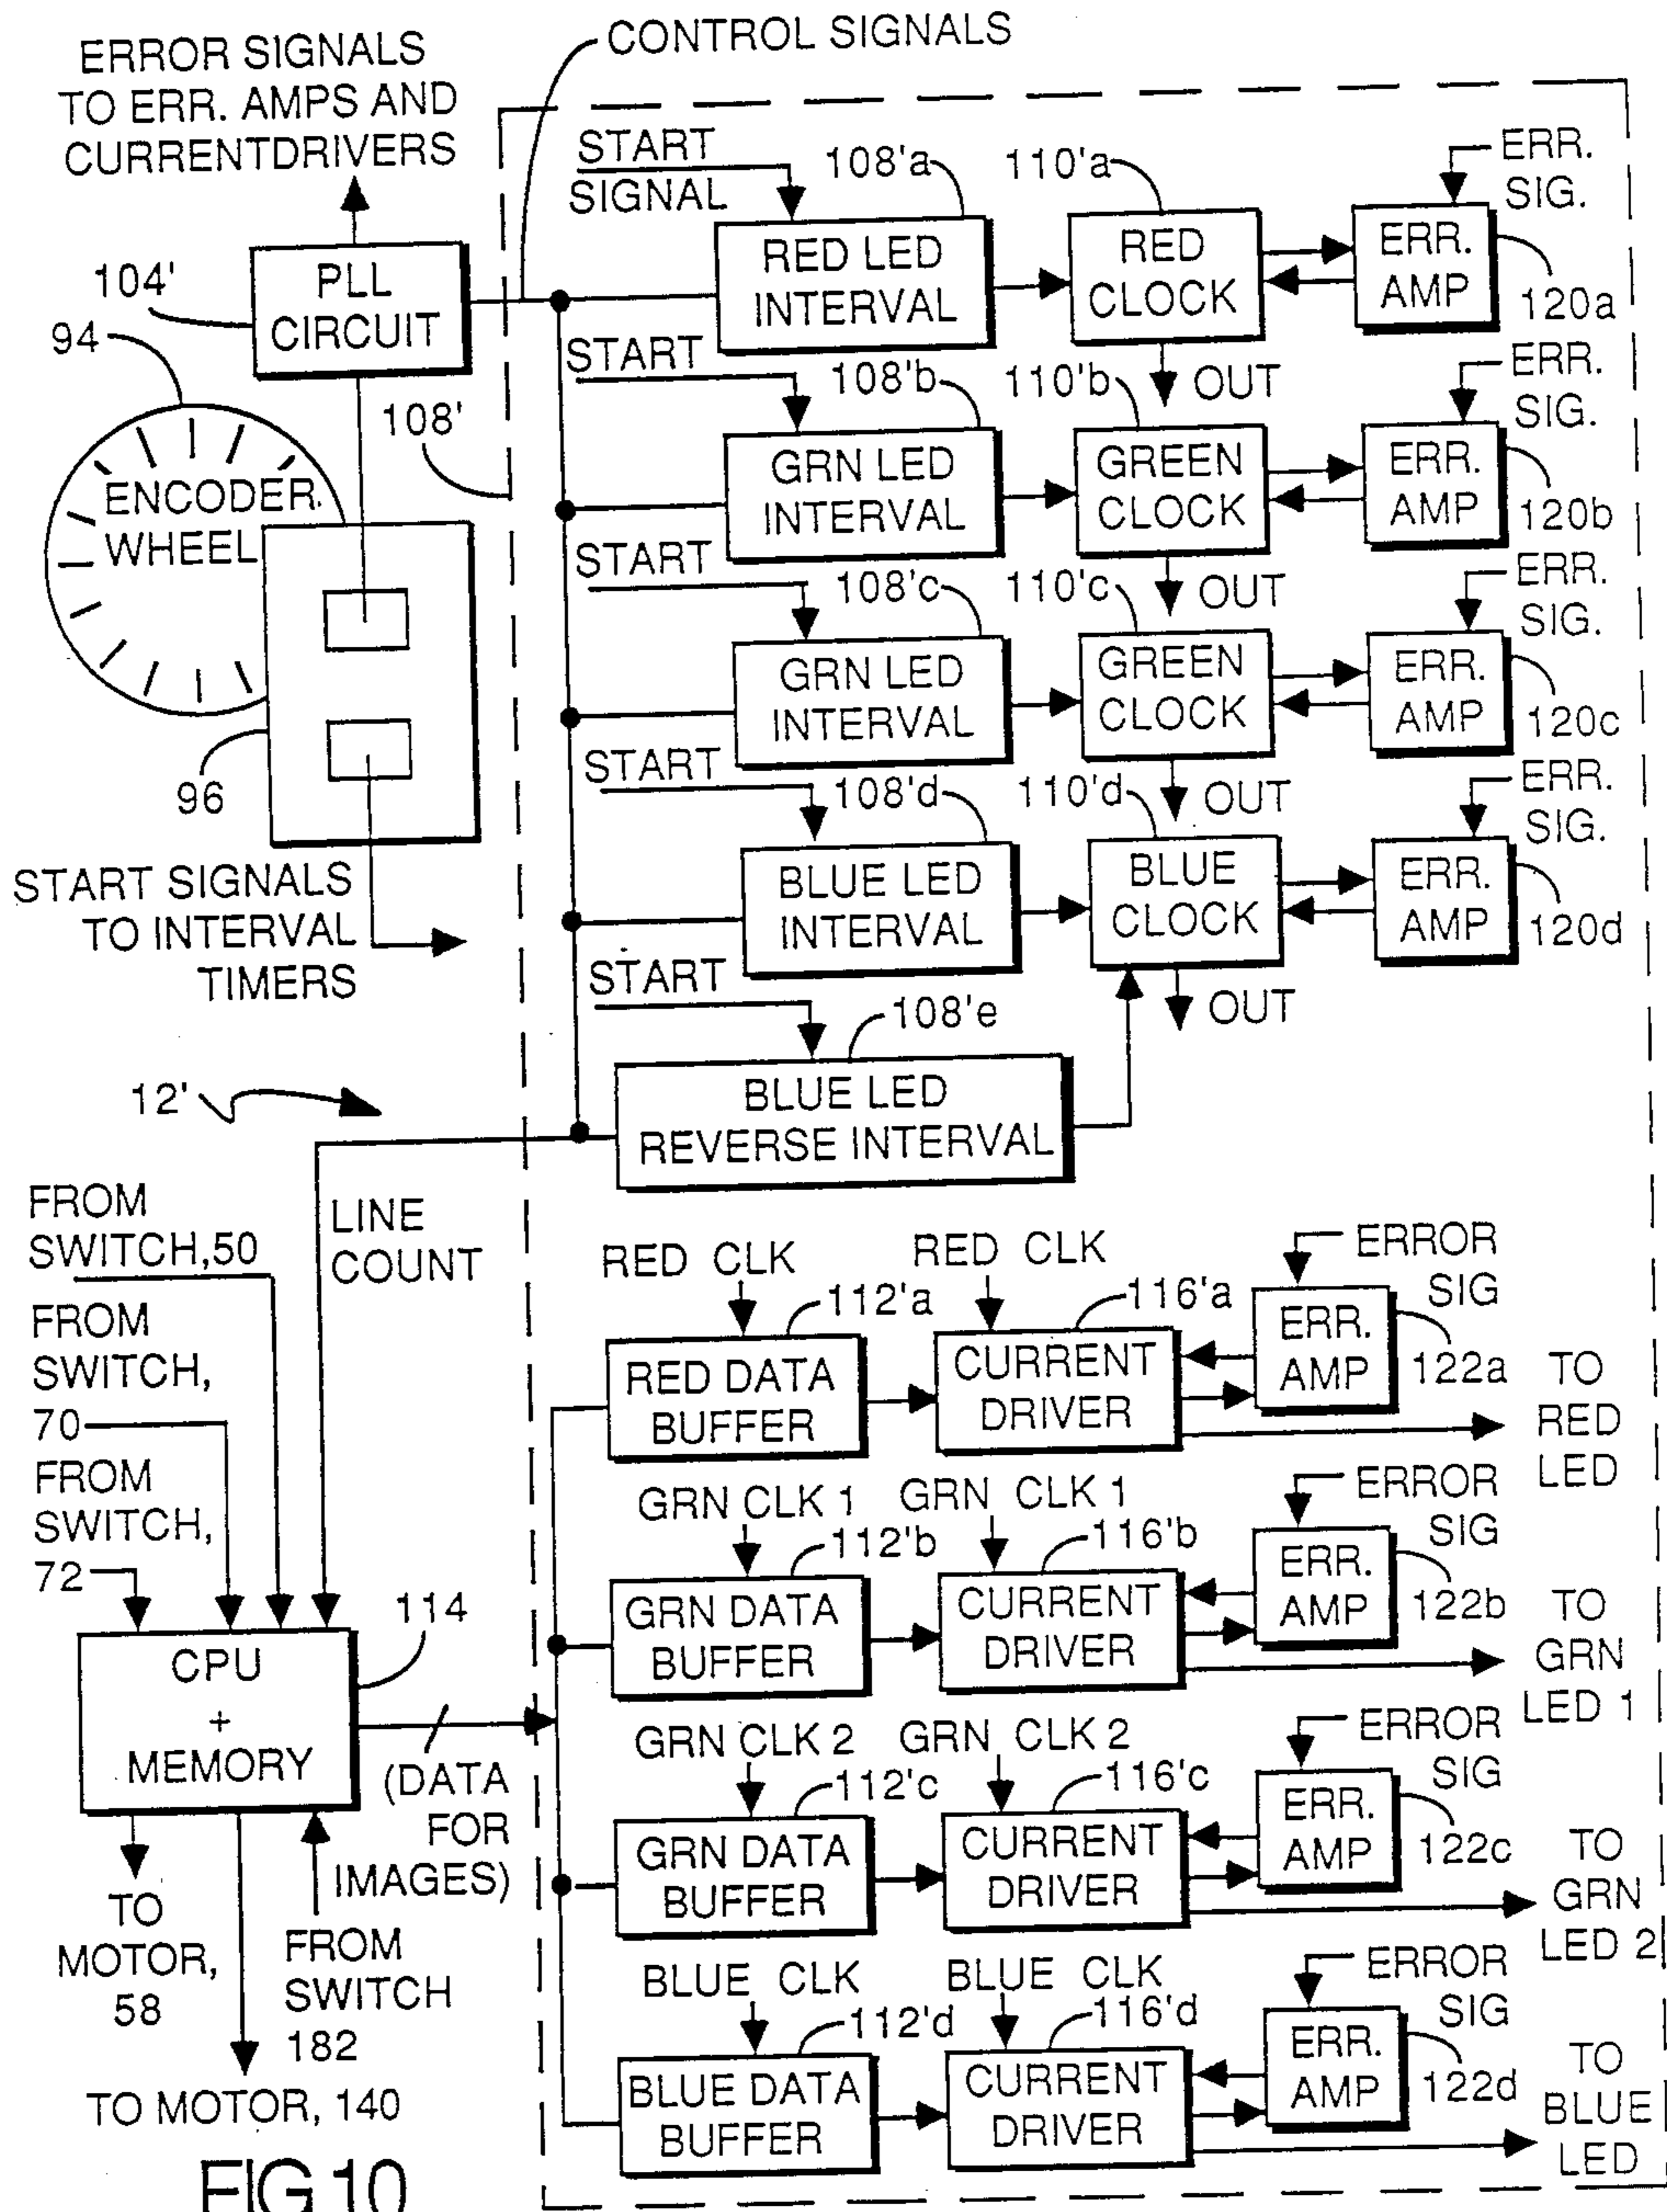 CONTROL SIGNALS
ERROR SIGNALS
TO ERR. AMPS AND
CURRENTDRIVERS
START
SIGNAL
108'a
110'a
ERR.
SIG.
104'
PLL
CIRCUIT
RED LED
INTERVAL
RED
CLOCK
ERR.
AMP
120a
94
START
108'b
110'b
OUT
ERR.
SIG.
108'
ENCODER
WHEEL
GRN LED
INTERVAL
GREEN
CLOCK
ERR.
AMP
120b
START
108'c
110'c
OUT
ERR.
SIG.
GRN LED
INTERVAL
GREEN
CLOCK
ERR.
AMP
120c
96
START
108'd
110'd
OUT
ERR.
SIG.
START SIGNALS
TO INTERVAL
TIMERS
BLUE LED
INTERVAL
BLUE
CLOCK
ERR.
AMP
120d
START
108'e
OUT
12'
BLUE LED
REVERSE INTERVAL
FROM
SWITCH,50
LINE
COUNT
FROM
SWITCH,
70
FROM
SWITCH,
72
RED CLK
RED CLK
ERROR
SIG
112'a
116'a
RED DATA
BUFFER
CURRENT
DRIVER
ERR.
AMP
122a
TO
RED
LED
GRN CLK 1
GRN CLK 1
ERROR
SIG
112'b
116'b
GRN DATA
BUFFER
CURRENT
DRIVER
ERR.
AMP
122b
TO
GRN
LED 1
114
CPU
+
MEMORY
(DATA
FOR
IMAGES)
GRN CLK 2
GRN CLK 2
ERROR
SIG
112'c
116'c
GRN DATA
BUFFER
CURRENT
DRIVER
ERR.
AMP
122c
TO
GRN
LED 2
TO
MOTOR,
58
FROM
SWITCH
182
TO MOTOR, 140
BLUE CLK
BLUE CLK
ERROR
SIG
112'd
116'd
BLUE DATA
BUFFER
CURRENT
DRIVER
ERR.
AMP
122d
TO
BLUE
LED
FIG 10